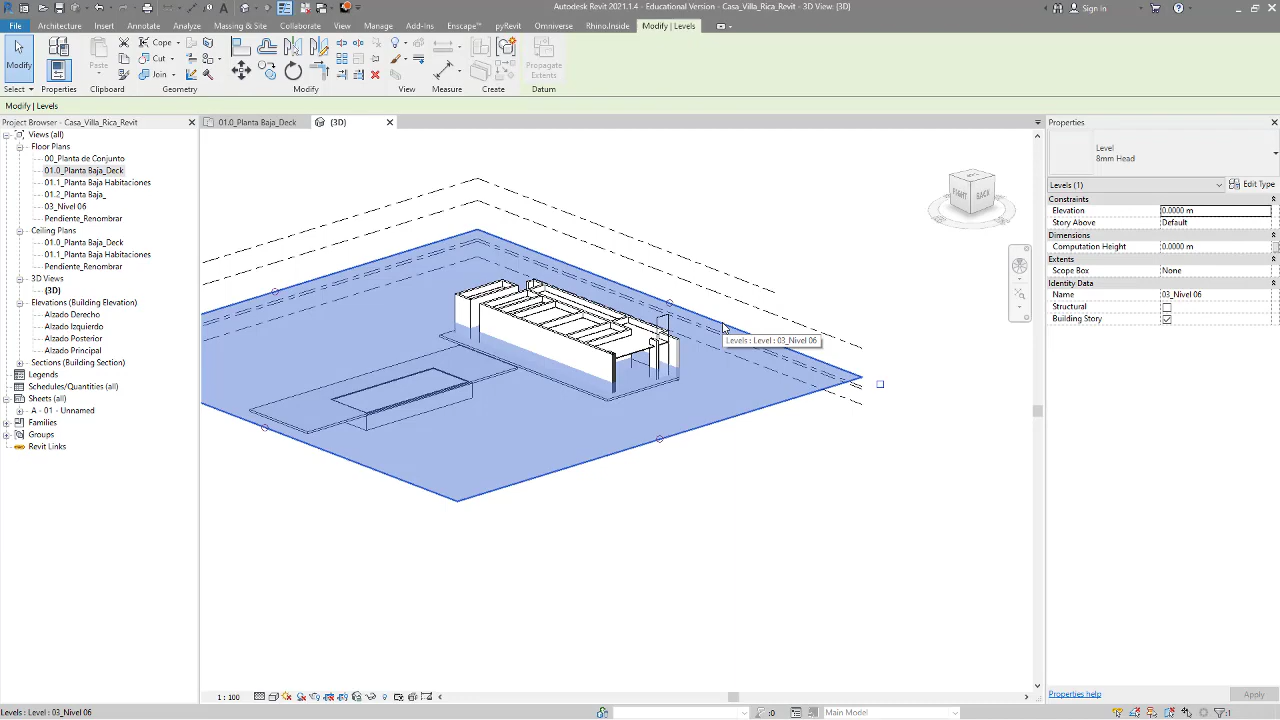 Autodesk Revit 2021.1.4 - Educational Version - Casa_Villa_Rica_Revit - 3D View: {3D}
Sign in
File
Architecture
Insert
Annotate
Analyze
Massing & Site
Collaborate
View
Manage
Add-Ins
Enscape™
pyRevit
Omniverse
Rhino.Inside
Modify | Levels
Modify
Paste
Cope
Cut
Join
Propagate
Extents
Select
Properties
Clipboard
Geometry
Modify
View
Measure
Create
Datum
Modify | Levels
Project Browser - Casa_Villa_Rica_Revit
Views (all)
Floor Plans
00_Planta de Conjunto
01.0_Planta Baja_Deck
01.1_Planta Baja Habitaciones
01.2_Planta Baja_
03_Nivel 06
Pendiente_Renombrar
Ceiling Plans
01.0_Planta Baja_Deck
01.1_Planta Baja Habitaciones
Pendiente_Renombrar
3D Views
{3D}
Elevations (Building Elevation)
Alzado Derecho
Alzado Izquierdo
Alzado Posterior
Alzado Principal
Sections (Building Section)
Legends
Schedules/Quantities (all)
Sheets (all)
A - 01 - Unnamed
Families
Groups
Revit Links
01.0_Planta Baja_Deck
{3D}
RIGHT
BACK
Levels : Level : 03_Nivel 06
Properties
Level
8mm Head
Levels (1)
Edit Type
Constraints
Elevation
0.0000 m
Story Above
Default
Dimensions
Computation Height
0.0000 m
Extents
Scope Box
None
Identity Data
Name
03_Nivel 06
Structural
Building Story
Properties help
Apply
1 : 100
Levels : Level : 03_Nivel 06
:0
Main Model
:1